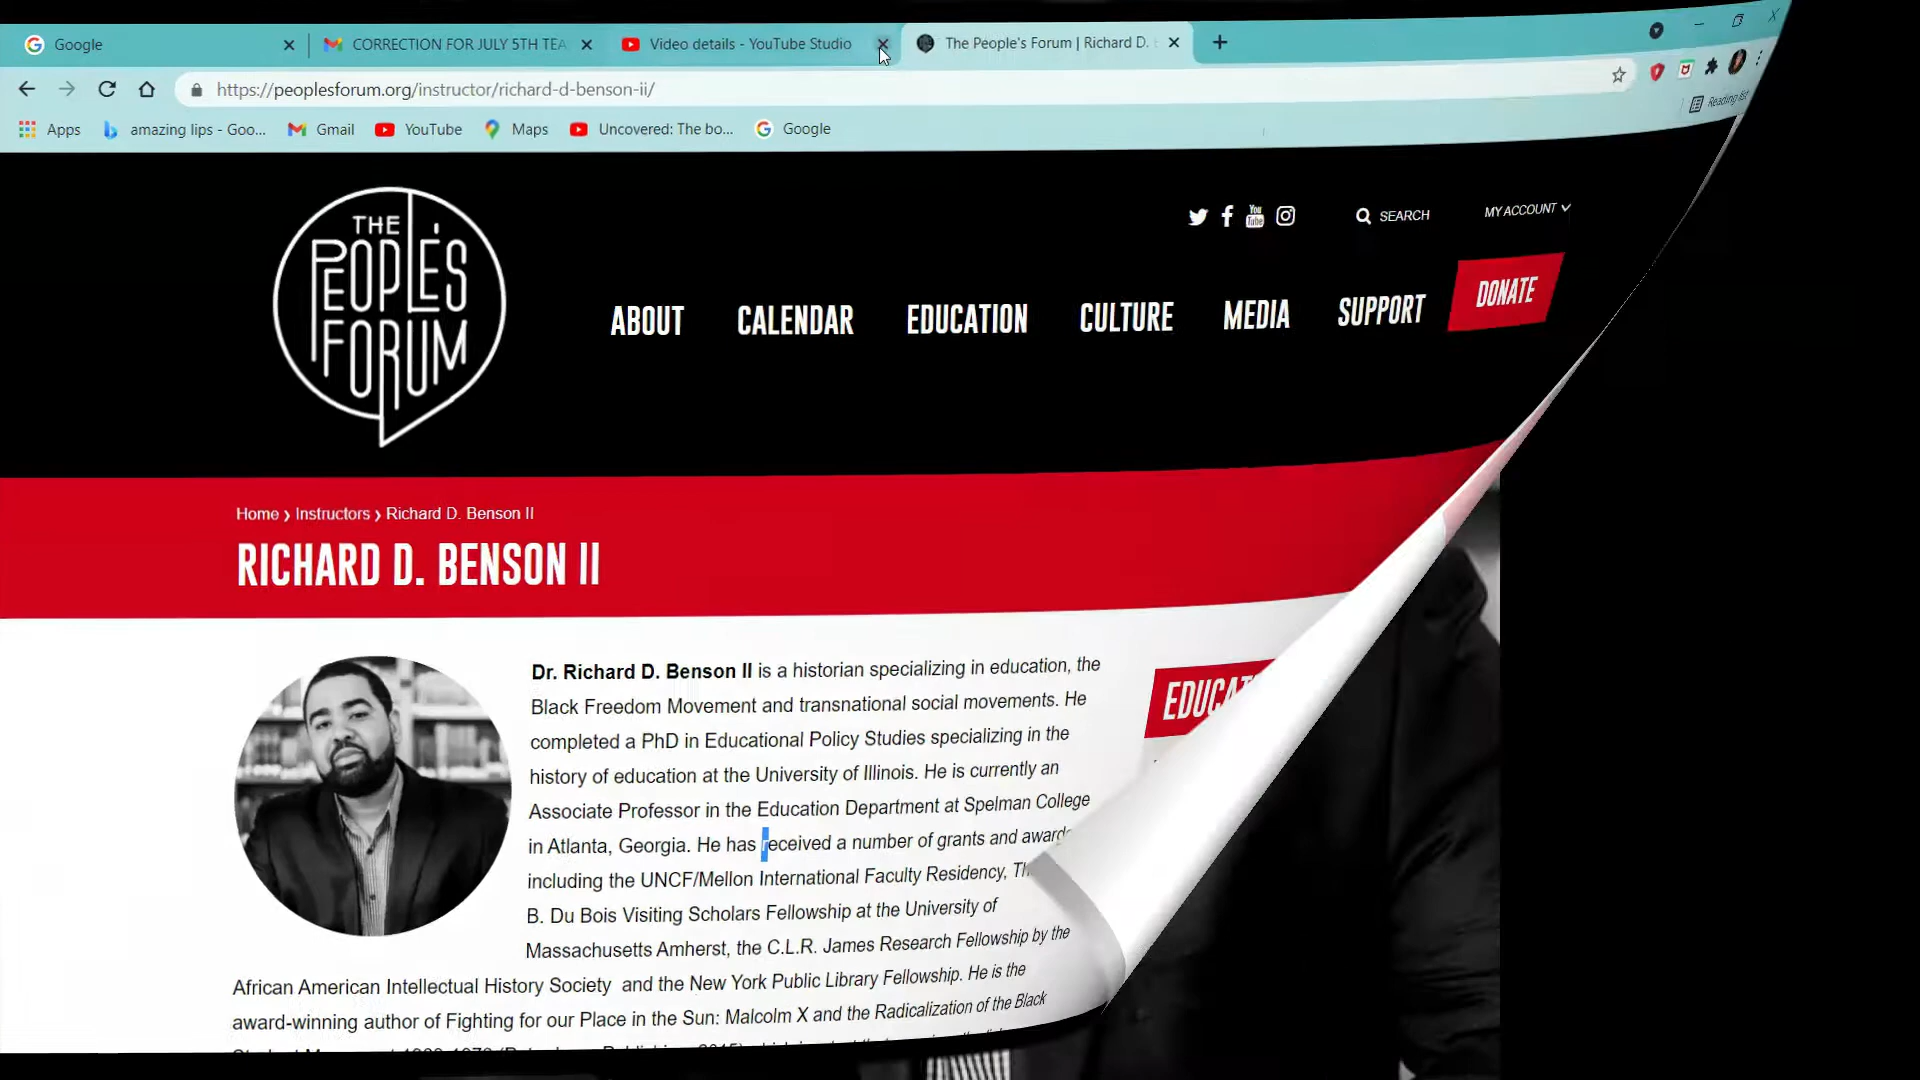 Google
CORRECTION FOR JULY 5TH TEA
Video details - YouTube Studio
The People's Forum | Richard D.
https://peoplesforum.org/instructor/richard-d-benson-ii/
Reading list
Apps
amazing lips - Goo...
Gmail
YouTube
Maps
Uncovered: The bo...
Google
THE
PEOPLE'S
FORUM
You
Tube
SEARCH
MY ACCOUNT
ABOUT
CALENDAR
EDUCATION
CULTURE
MEDIA
SUPPORT
DONATE
Home › Instructors › Richard D. Benson II
RICHARD D. BENSON II
Dr. Richard D. Benson II is a historian specializing in education, the
Black Freedom Movement and transnational social movements. He
completed a PhD in Educational Policy Studies specializing in the
history of education at the University of Illinois. He is currently an
Associate Professor in the Education Department at Spelman College
in Atlanta, Georgia. He has received a number of grants and award
including the UNCF/Mellon International Faculty Residency,
B. Du Bois Visiting Scholars Fellowship at the University of
Massachusetts Amherst, the C.L.R. James Research Fellowship by the
African American Intellectual History Society and the New York Public Library Fellowship. He is the
award-winning author of Fighting for our Place in the Sun: Malcolm X and the Radicalization of the Black